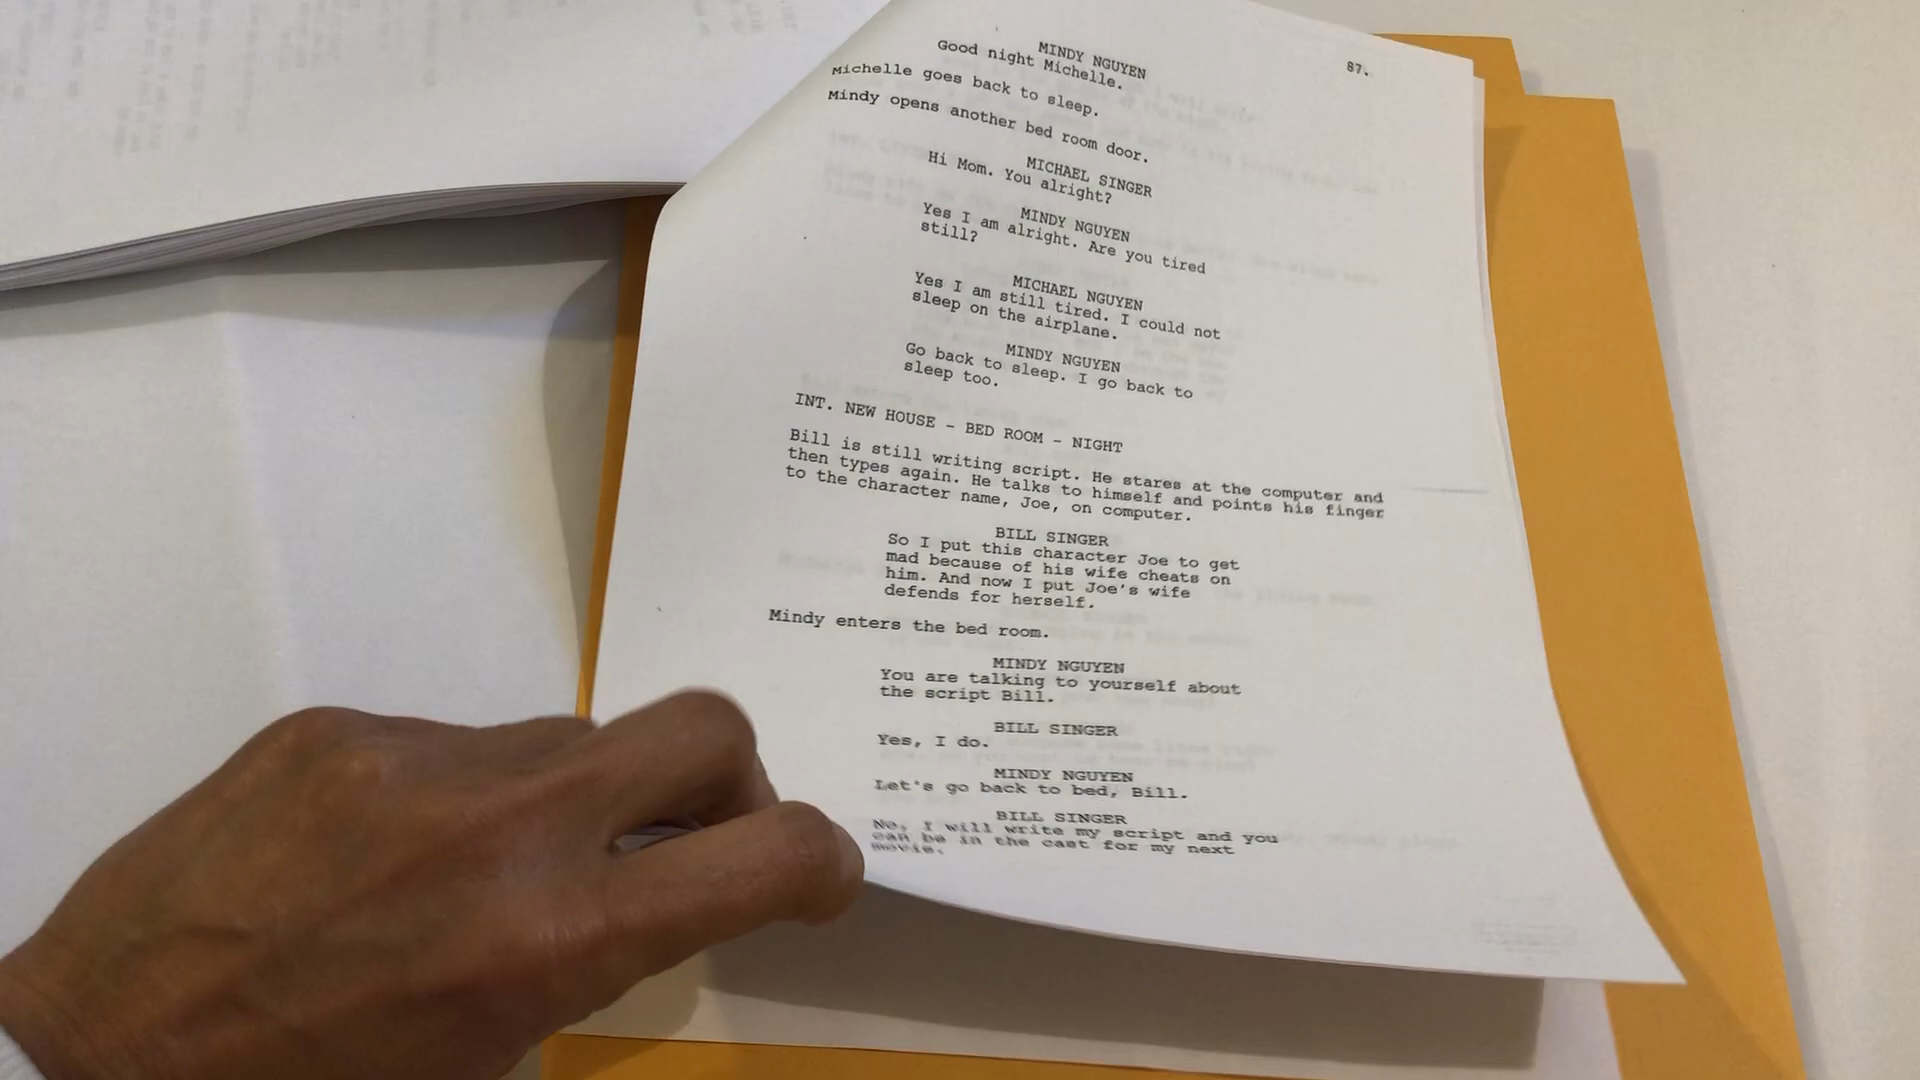 87.
MINDY NGUYEN
Good night Michelle.
Michelle goes back to sleep.
Mindy opens another bed room door.
MICHAEL SINGER
Hi Mom. You alright?
MINDY NGUYEN
Yes I am alright. Are you tired
still?
MICHAEL NGUYEN
Yes I am still tired. I could not
sleep on the airplane.
MINDY NGUYEN
Go back to sleep. I go back to
sleep too.
INT. NEW HOUSE - BED ROOM - NIGHT
Bill is still writing script. He stares at the computer and
then types again. He talks to himself and points his finger
to the character name, Joe, on computer.
BILL SINGER
So I put this character Joe to get
mad because of his wife cheats on
him. And now I put Joe's wife
defends for herself.
Mindy enters the bed room.
MINDY NGUYEN
You are talking to yourself about
the script Bill.
BILL SINGER
Yes, I do.
MINDY NGUYEN
Let's go back to bed, Bill.
BILL SINGER
No, I will write my script and you
can be in the cast for my next
movie.